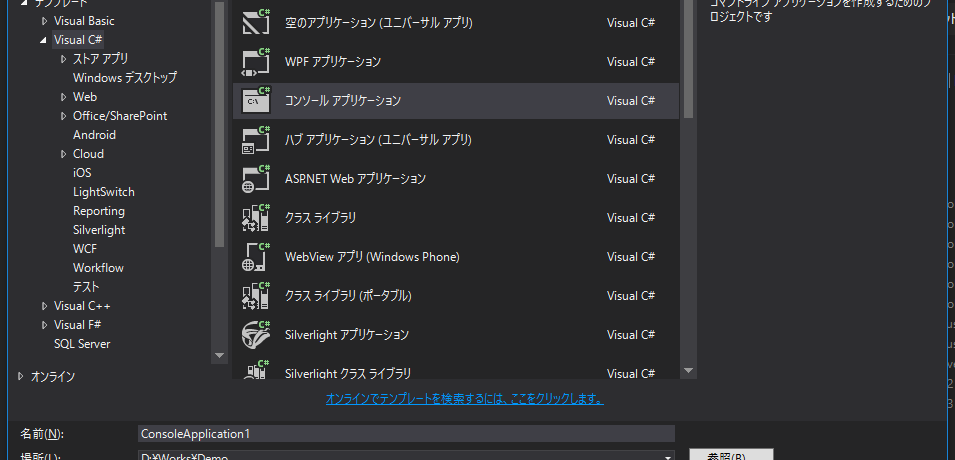 テンプレート
Visual Basic
Visual C#
ストア アプリ
Windows デスクトップ
Web
Office/SharePoint
Android
Cloud
iOS
LightSwitch
Reporting
Silverlight
WCF
Workflow
テスト
Visual C++
Visual F#
SQL Server
オンライン
空のアプリケーション (ユニバーサル アプリ) Visual C#
WPF アプリケーション Visual C#
C:\ コンソール アプリケーション Visual C#
ハブ アプリケーション (ユニバーサル アプリ) Visual C#
ASP.NET Web アプリケーション Visual C#
クラス ライブラリ Visual C#
WebView アプリ (Windows Phone) Visual C#
クラス ライブラリ (ポータブル) Visual C#
Silverlight アプリケーション Visual C#
Silverlight クラス ライブラリ Visual C#
コマンドライン アプリケーションを作成するためのプ
ロジェクトです
オンラインでテンプレートを検索するには、ここをクリックします。
名前(N): ConsoleApplication1
場所(L): D:¥Works¥Demo 参照(B)...